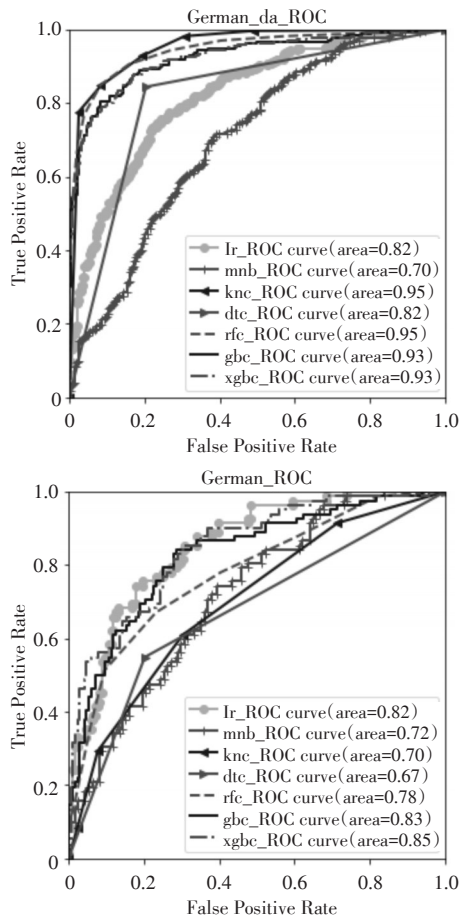 German_da_ROC
1.0
0.8
0.6
0.4
0.2
0
True Positive Rate
Ir_ROC curve(area=0.82)
mnb_ROC curve(area=0.70)
knc_ROC curve(area=0.95)
dtc_ROC curve(area=0.82)
rfc_ROC curve(area=0.95)
gbc_ROC curve(area=0.93)
xgbc_ROC curve(area=0.93)
0 0.2 0.4 0.6 0.8 1.0
False Positive Rate
German_ROC
1.0
0.8
0.6
0.4
0.2
0
True Positive Rate
Ir_ROC curve(area=0.82)
mnb_ROC curve(area=0.72)
knc_ROC curve(area=0.70)
dtc_ROC curve(area=0.67)
rfc_ROC curve(area=0.78)
gbc_ROC curve(area=0.83)
xgbc_ROC curve(area=0.85)
0 0.2 0.4 0.6 0.8 1.0
False Positive Rate